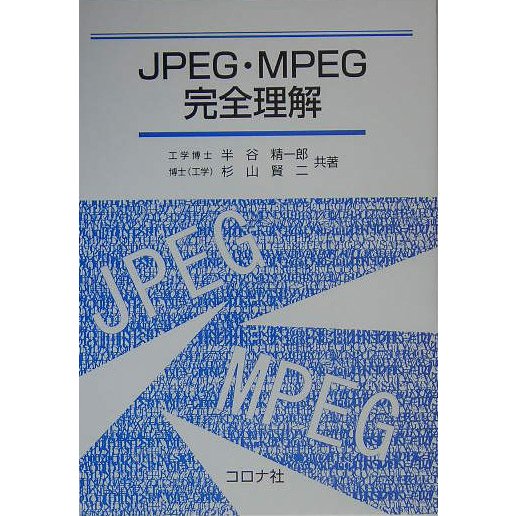 JPEG・MPEG
完全理解
工学博士 半谷 精一郎
博士(工学) 杉山 賢二 共著
JPEG
MPEG
コロナ社